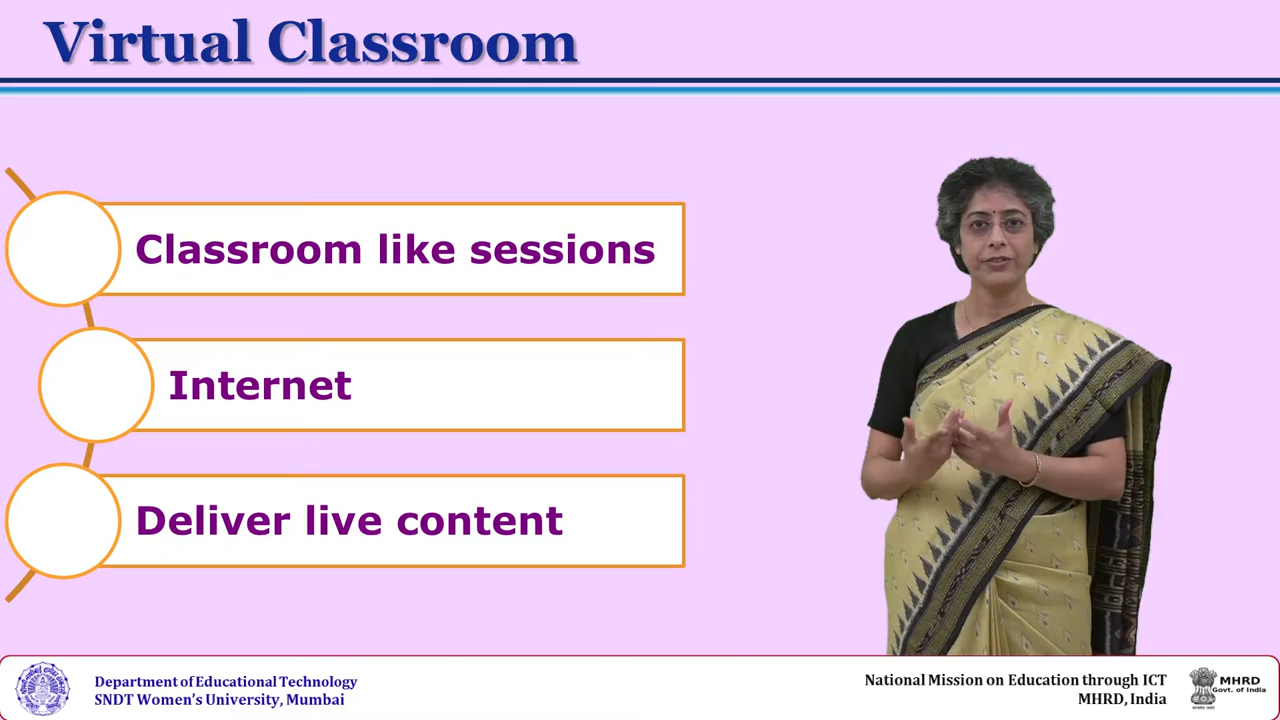 Virtual Classroom
Classroom like sessions
Internet
Deliver live content
Department of Educational Technology
SNDT Women's University, Mumbai
National Mission on Education through ICT
MHRD, India
MHRD
Govt. of India